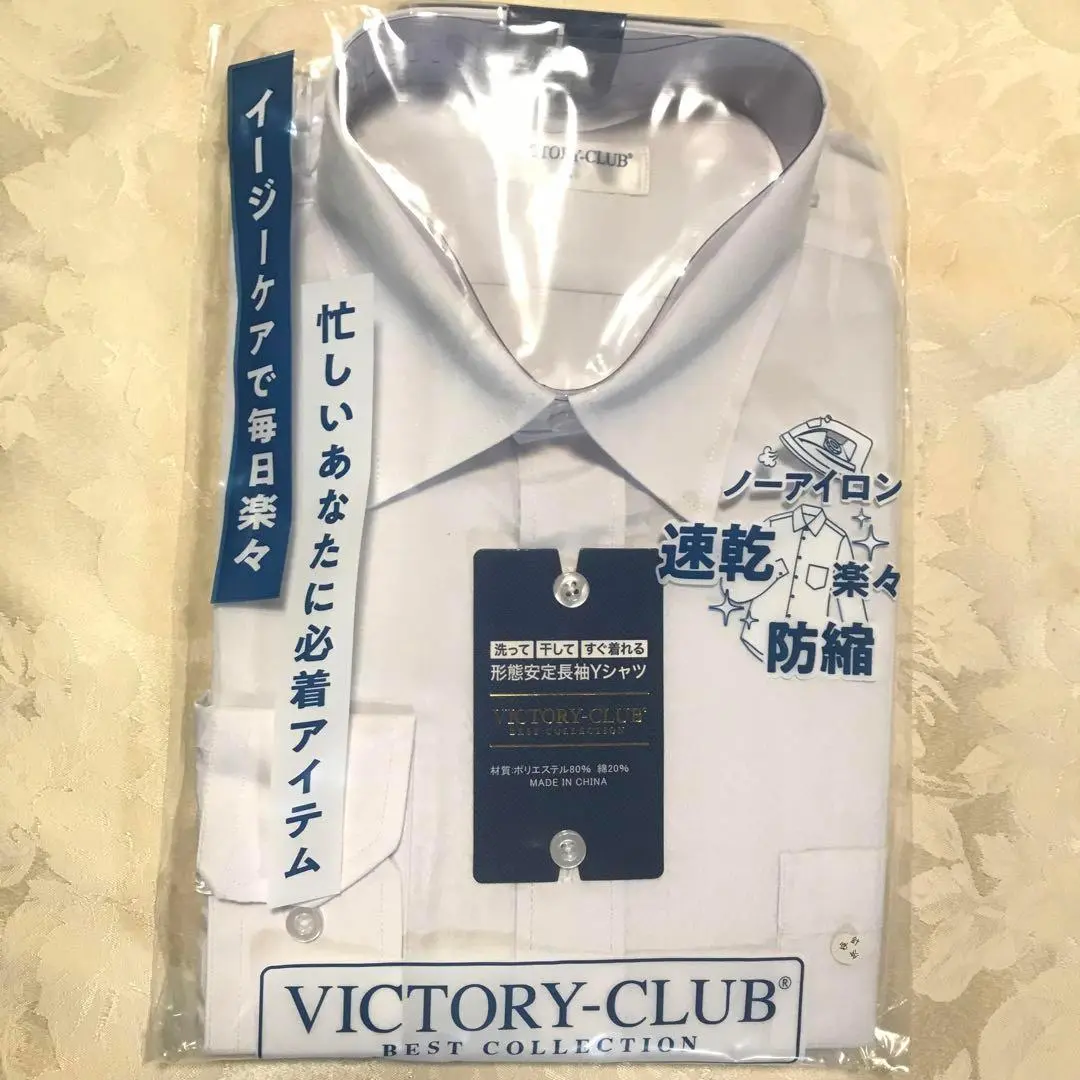 イージーケアで毎日楽々
忙しいあなたに必着アイテム
TORY-CLUB®
ノーアイロン
速乾
楽々
防縮
洗って 干して すぐ着れる
形態安定長袖Yシャツ
VICTORY-CLUB
BEST COLLECTION
材質:ポリエステル80% 綿20%
MADE IN CHINA
VICTORY-CLUB®
BEST COLLECTION